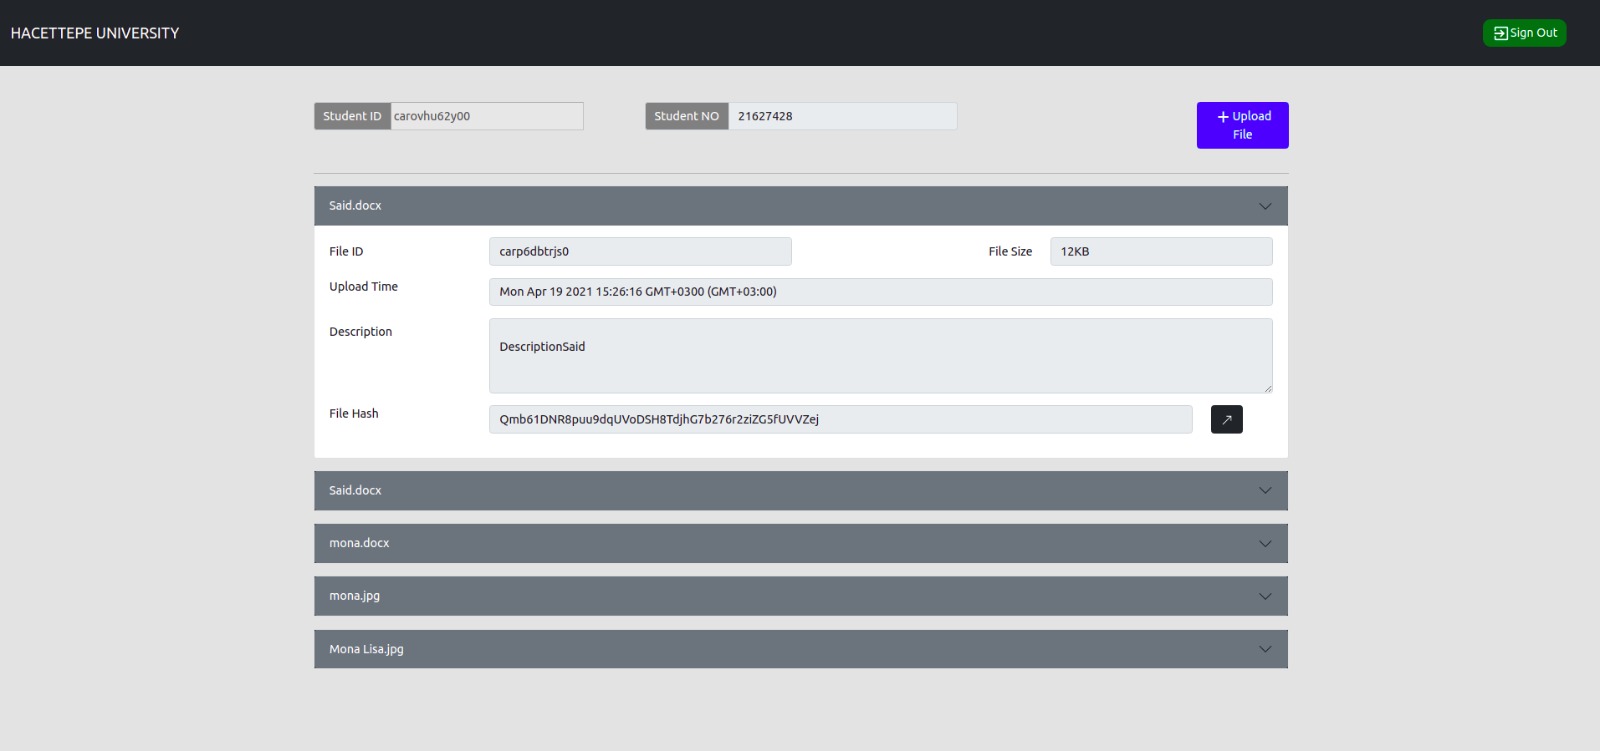 HACETTEPE UNIVERSITY
Sign Out
Student ID carovhu62y00
Student NO 21627428
+ Upload
File
Said.docx
File ID carp6dbtrjs0
File Size 12KB
Upload Time Mon Apr 19 2021 15:26:16 GMT+0300 (GMT+03:00)
Description DescriptionSaid
File Hash Qmb61DNR8puu9dqUVoDSH8TdjhG7b276r2ziZG5fUVVZej
Said.docx
mona.docx
mona.jpg
Mona Lisa.jpg